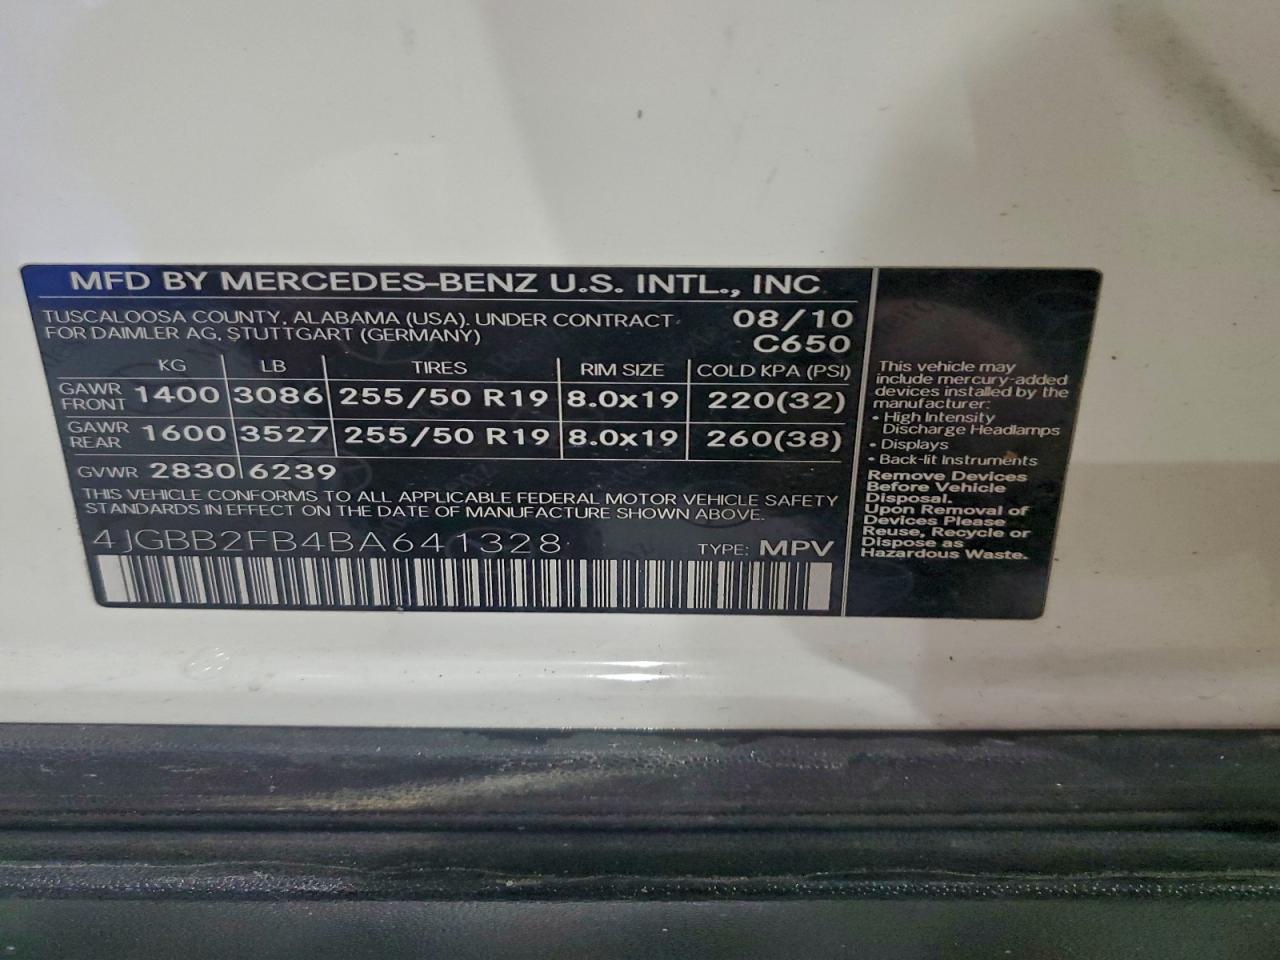 MFD BY MERCEDES-BENZ U.S. INTL., INC.
TUSCALOOSA COUNTY, ALABAMA (USA). UNDER CONTRACT 08/10
FOR DAIMLER AG, STUTTGART (GERMANY) C650
KG LB TIRES RIM SIZE COLD KPA (PSI)
GAWR FRONT 1400 3086 255/50 R19 8.0x19 220(32)
GAWR REAR 1600 3527 255/50 R19 8.0x19 260(38)
GVWR 2830 6239
THIS VEHICLE CONFORMS TO ALL APPLICABLE FEDERAL MOTOR VEHICLE SAFETY
STANDARDS IN EFFECT ON THE DATE OF MANUFACTURE SHOWN ABOVE.
4JGBB2FB4BA641328 TYPE: MPV
This vehicle may
include mercury-added
devices installed by the
manufacturer:
• High Intensity
Discharge Headlamps
• Displays
• Back-lit Instruments
Remove Devices
Before Vehicle
Disposal.
Upon Removal of
Devices Please
Reuse, Recycle or
Dispose as
Hazardous Waste.